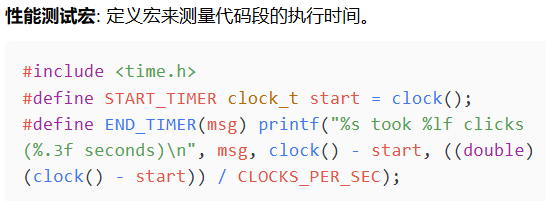 性能测试宏: 定义宏来测量代码段的执行时间。
#include <time.h>
#define START_TIMER clock_t start = clock();
#define END_TIMER(msg) printf("%s took %lf clicks
(%.3f seconds)\n", msg, clock() - start, ((double)
(clock() - start)) / CLOCKS_PER_SEC);